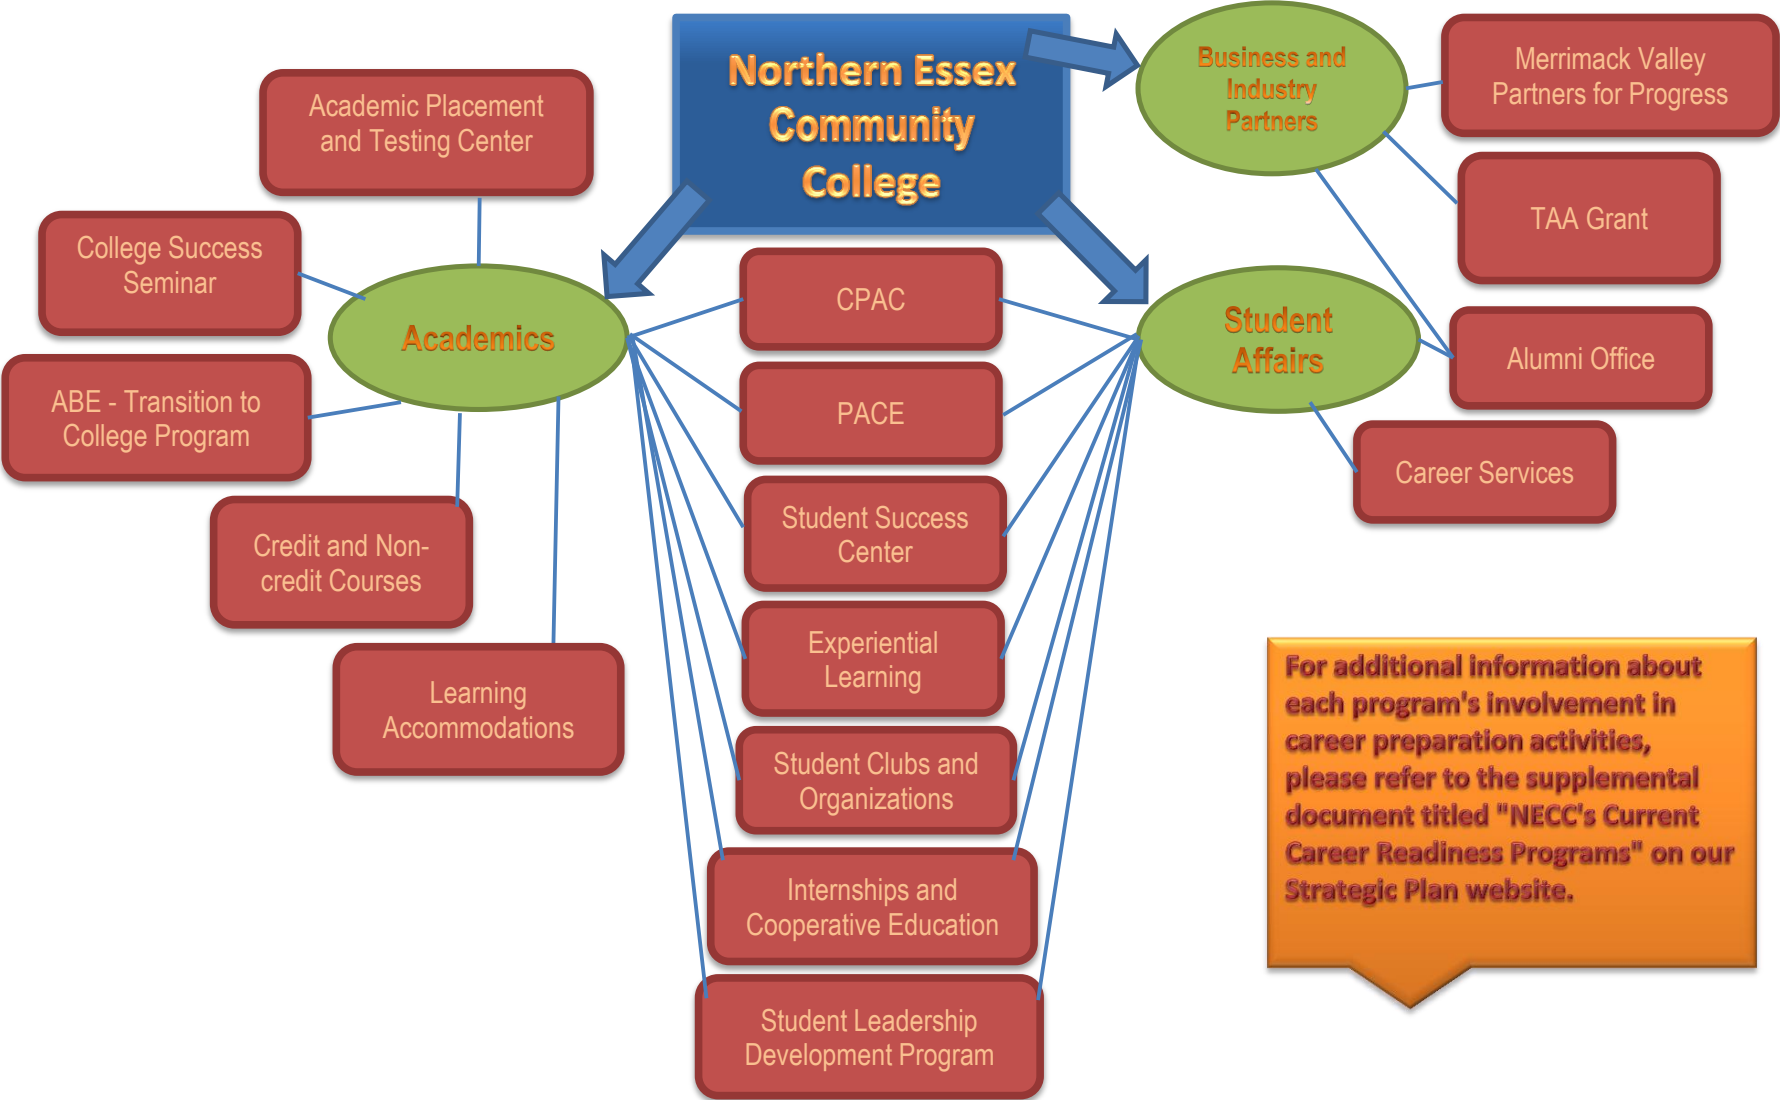 Northern Essex
Community
College
Business and
Industry
Partners
Merrimack Valley
Partners for Progress
TAA Grant
Alumni Office
Student
Affairs
Career Services
Academic Placement
and Testing Center
College Success
Seminar
Academics
ABE - Transition to
College Program
Credit and Non-
credit Courses
Learning
Accommodations
CPAC
PACE
Student Success
Center
Experiential
Learning
Student Clubs and
Organizations
Internships and
Cooperative Education
Student Leadership
Development Program
For additional information about
each program's involvement in
career preparation activities,
please refer to the supplemental
document titled "NECC's Current
Career Readiness Programs" on our
Strategic Plan website.